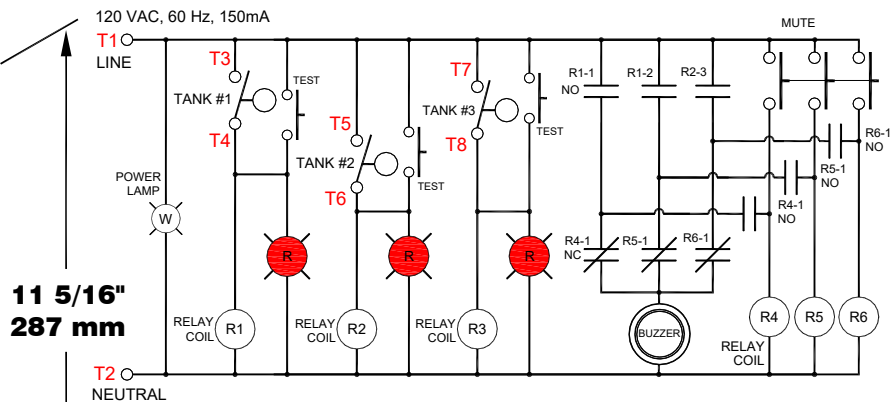 120 VAC, 60 Hz, 150mA
MUTE
T1
LINE
T3
TEST
TANK #1
T4
T5
TANK #2
T6
TEST
T7
TANK #3
T8
TEST
R1-1
NO
R1-2
R2-3
R6-1
NO
R5-1
NO
R4-1
NO
POWER
LAMP
W
R
R
R
R4-1
NC
R5-1
R6-1
11 5/16"
287 mm
RELAY
COIL
R1
RELAY
COIL
R2
RELAY
COIL
R3
BUZZER
R4
RELAY
COIL
R5
R6
T2
NEUTRAL